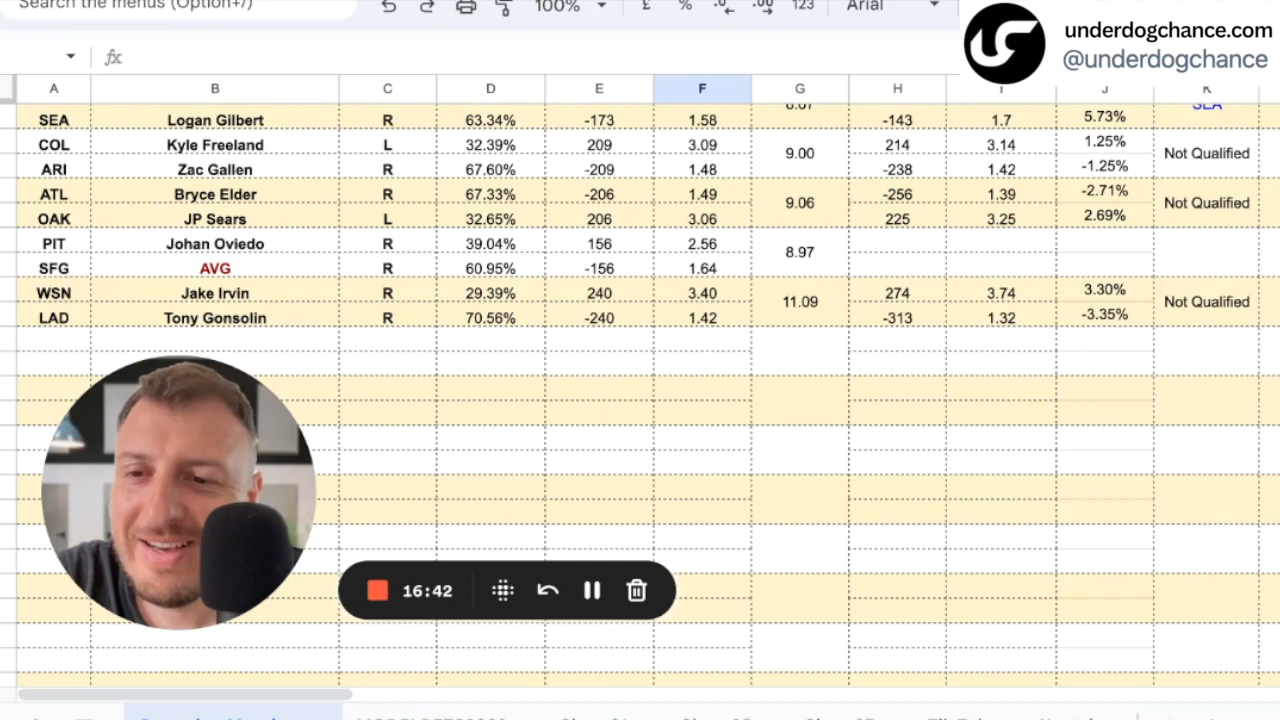 Search the menus (Option+/)
100%
£
%
.0
.00
123
Arial
underdogchance.com
@underdogchance
fx
A B C D E F G H I J K
8.67 SEA
SEA Logan Gilbert R 63.34% -173 1.58 -143 1.7 5.73%
COL Kyle Freeland L 32.39% 209 3.09 9.00 214 3.14 1.25% Not Qualified
ARI Zac Gallen R 67.60% -209 1.48 -238 1.42 -1.25%
ATL Bryce Elder R 67.33% -206 1.49 9.06 -256 1.39 -2.71% Not Qualified
OAK JP Sears L 32.65% 206 3.06 225 3.25 2.69%
PIT Johan Oviedo R 39.04% 156 2.56 8.97
SFG AVG R 60.95% -156 1.64
WSN Jake Irvin R 29.39% 240 3.40 11.09 274 3.74 3.30% Not Qualified
LAD Tony Gonsolin R 70.56% -240 1.42 -313 1.32 -3.35%
16:42